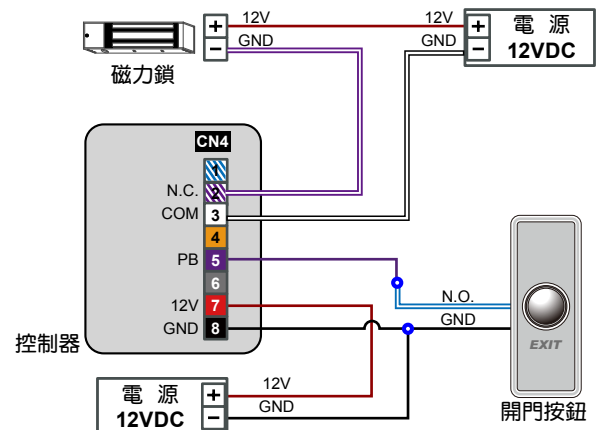 12V
12V
+
+
電 源
GND
GND
−
−
12VDC
磁力鎖
CN4
1
N.C.
2
COM
3
4
PB
5
6
N.O.
12V
7
GND
GND
8
EXIT
控制器
開門按鈕
電 源
+
12V
12VDC
−
GND